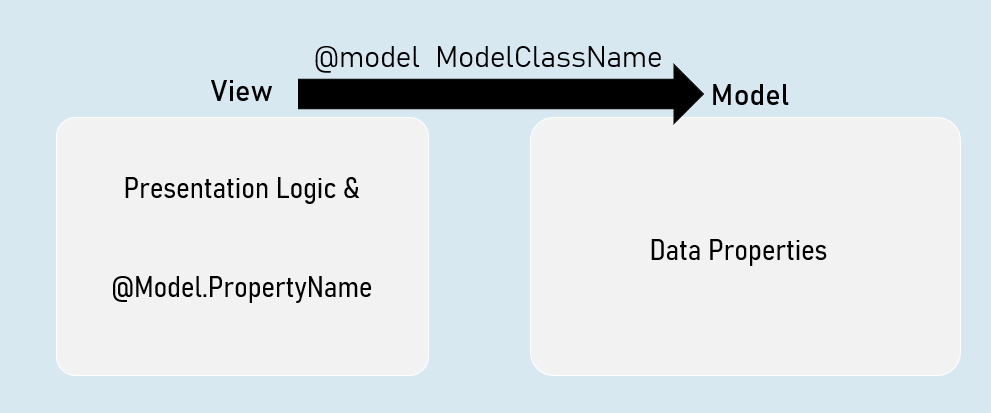 @model ModelClassName
View
Model
Presentation Logic &
@Model.PropertyName
Data Properties